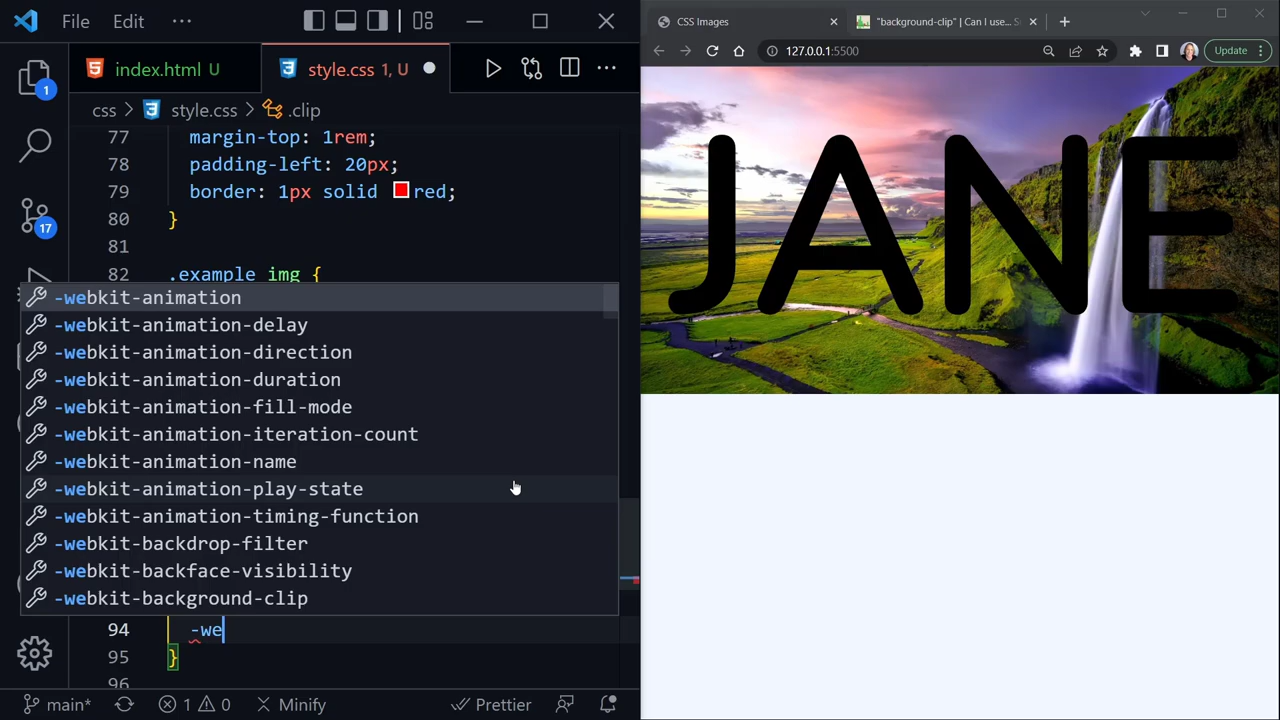 File Edit ···
index.html U
style.css 1, U
css > style.css > .clip
77 margin-top: 1rem;
78 padding-left: 20px;
79 border: 1px solid red;
80 }
81
82 .example img {
-webkit-animation
-webkit-animation-delay
-webkit-animation-direction
-webkit-animation-duration
-webkit-animation-fill-mode
-webkit-animation-iteration-count
-webkit-animation-name
-webkit-animation-play-state
-webkit-animation-timing-function
-webkit-backdrop-filter
-webkit-backface-visibility
-webkit-background-clip
94 -we
95 }
96
1
17
main* 1 0 Minify Prettier
CSS Images
"background-clip" | Can I use... S
127.0.0.1:5500
Update
JANE